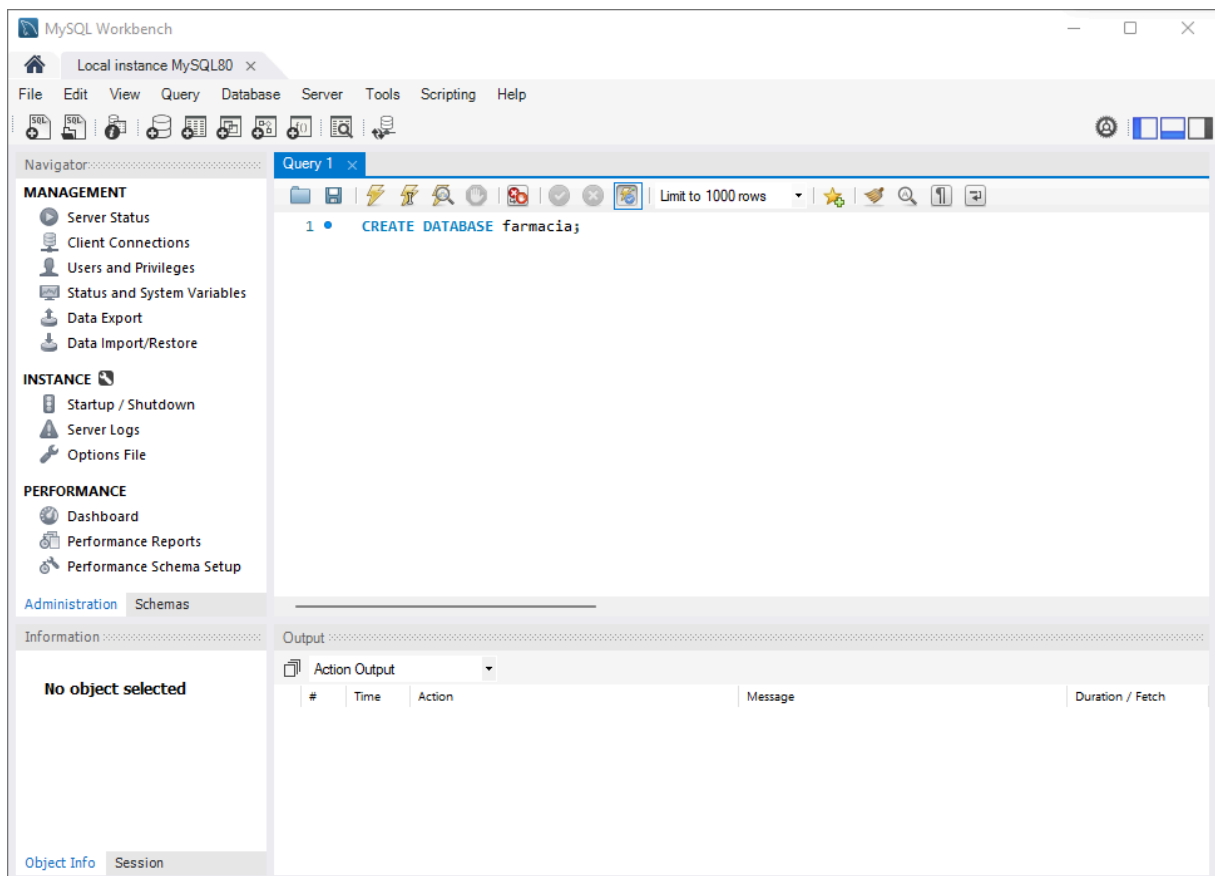 MySQL Workbench
Local instance MySQL80 ×
File Edit View Query Database Server Tools Scripting Help
SQL SQL
Navigator
MANAGEMENT
Server Status
Client Connections
Users and Privileges
Status and System Variables
Data Export
Data Import/Restore
INSTANCE
Startup / Shutdown
Server Logs
Options File
PERFORMANCE
Dashboard
Performance Reports
Performance Schema Setup
Administration Schemas
Information
No object selected
Object Info Session
Query 1 ×
Limit to 1000 rows
1 CREATE DATABASE farmacia;
Output
Action Output
# Time Action Message Duration / Fetch